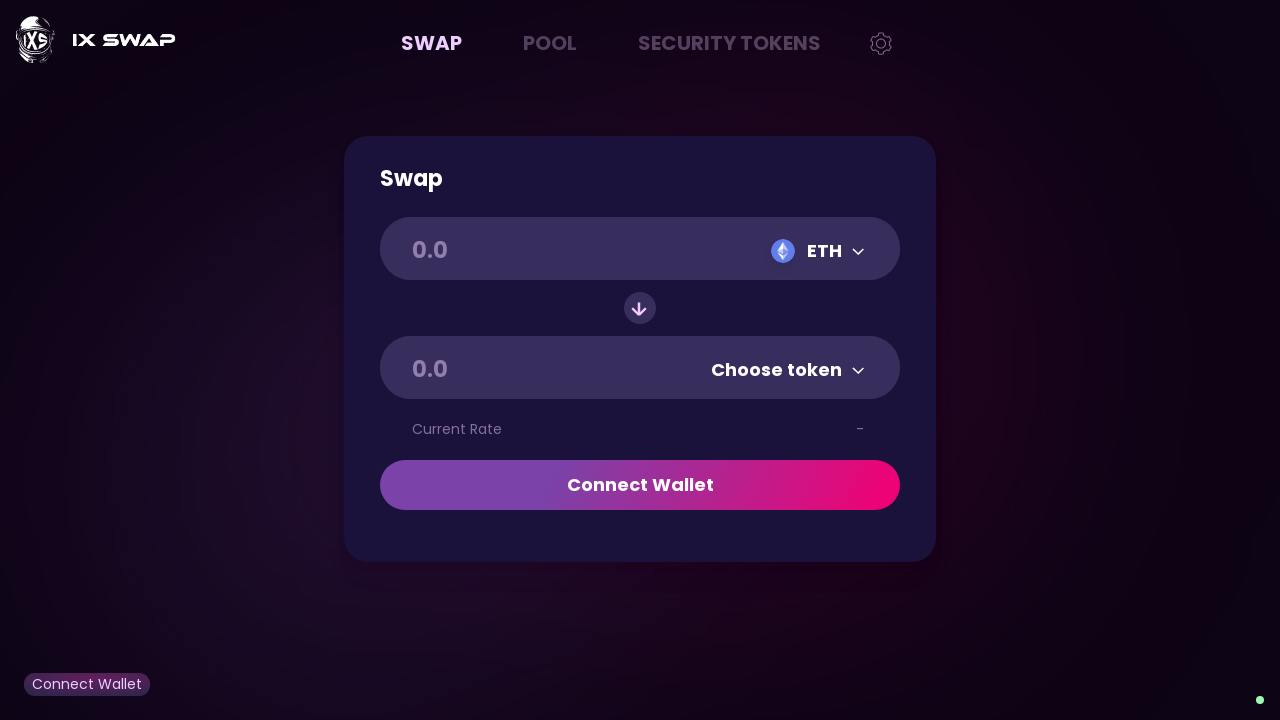 IXS IX SWAP
SWAP POOL SECURITY TOKENS
Swap
0.0 ETH
0.0 Choose token
Current Rate -
Connect Wallet
Connect Wallet